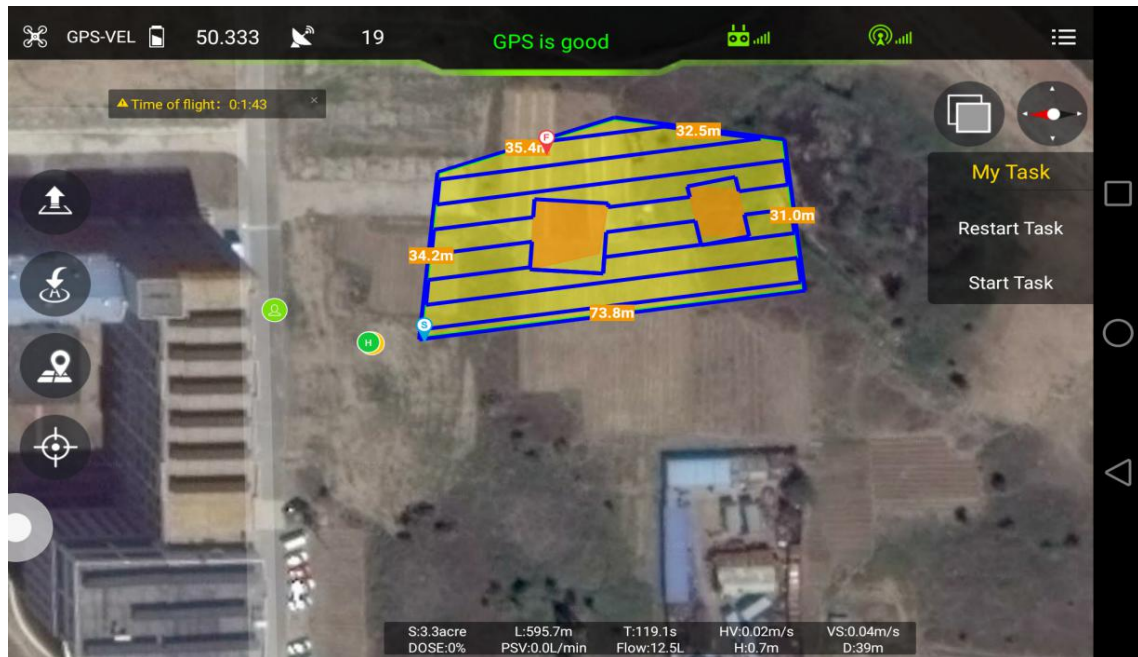 GPS-VEL 50.333 19 GPS is good
Time of flight: 0:1:43 ×
My Task
Restart Task
Start Task
F
35.4m
32.5m
31.0m
34.2m
73.8m
S
H
S:3.3acre L:595.7m T:119.1s HV:0.02m/s VS:0.04m/s
DOSE:0% PSV:0.0L/min Flow:12.5L H:0.7m D:39m